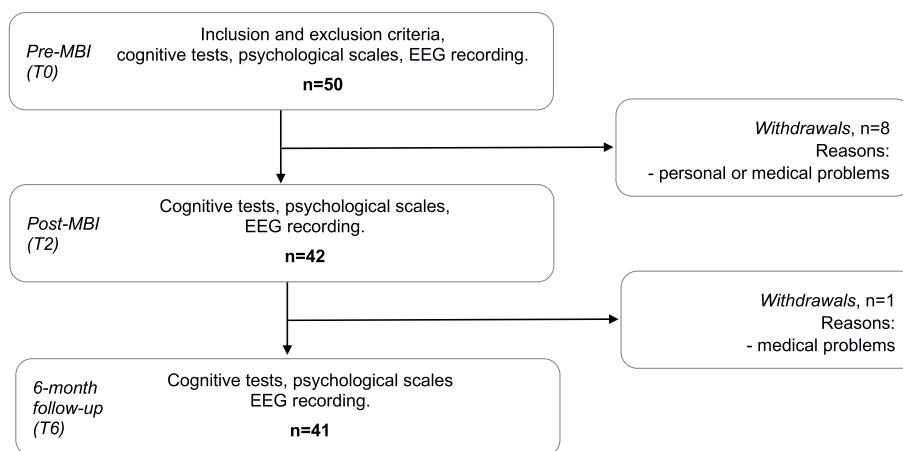 Pre-MBI
(T0)
Inclusion and exclusion criteria,
cognitive tests, psychological scales, EEG recording.
n=50
Withdrawals, n=8
Reasons:
- personal or medical problems
Post-MBI
(T2)
Cognitive tests, psychological scales,
EEG recording.
n=42
Withdrawals, n=1
Reasons:
- medical problems
6-month
follow-up
(T6)
Cognitive tests, psychological scales
EEG recording.
n=41